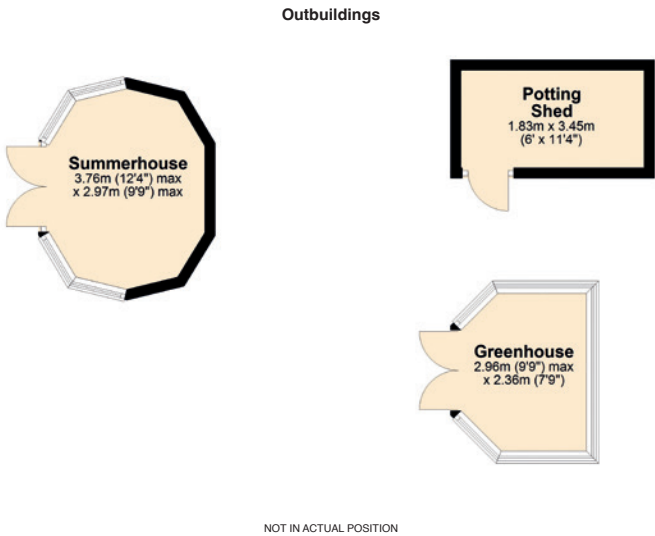 Outbuildings
Summerhouse
3.76m (12'4") max
x 2.97m (9'9") max
Potting
Shed
1.83m x 3.45m
(6' x 11'4")
Greenhouse
2.96m (9'9") max
x 2.36m (7'9")
NOT IN ACTUAL POSITION